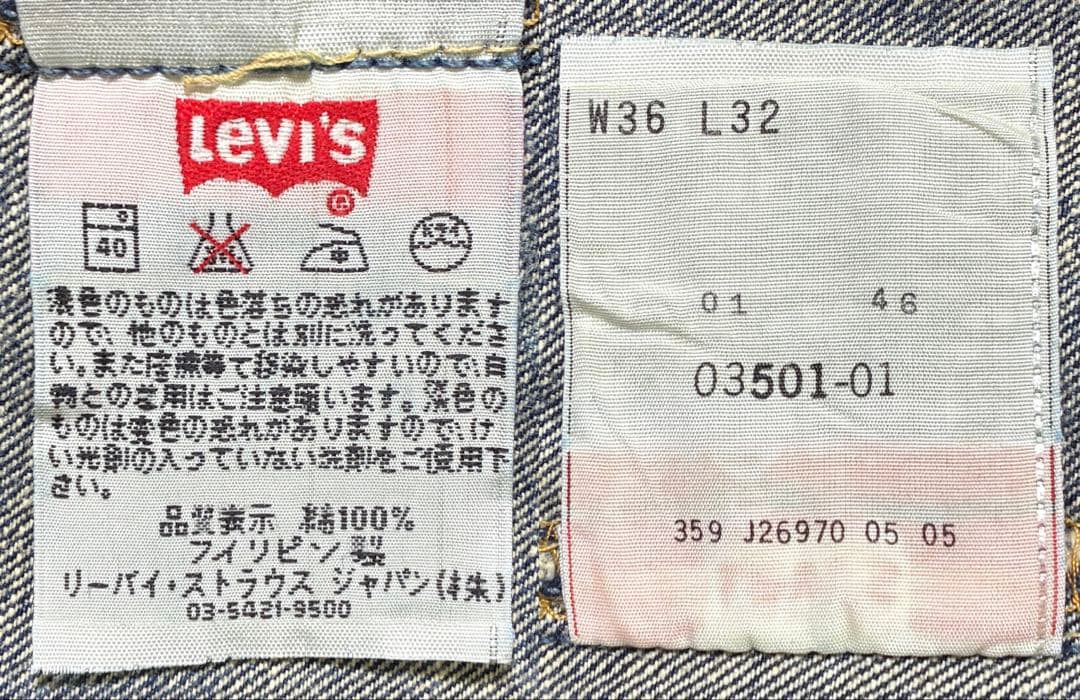 Levi's
R
40
濃色のものは色落ちの恐れがあります
ので、他のものとは別に洗ってくださ
い。また摩擦等で移染しやすいので、白
物との着用はご注意願います。淡色の
ものは変色の恐れがありますので、け
い光剤の入っていない洗剤をご使用下
さい。
品質表示 綿100%
フィリピン製
リーバイ・ストラウス ジャパン(株)
03-5421-9500
W36 L32
01 46
03501-01
359 J26970 05 05